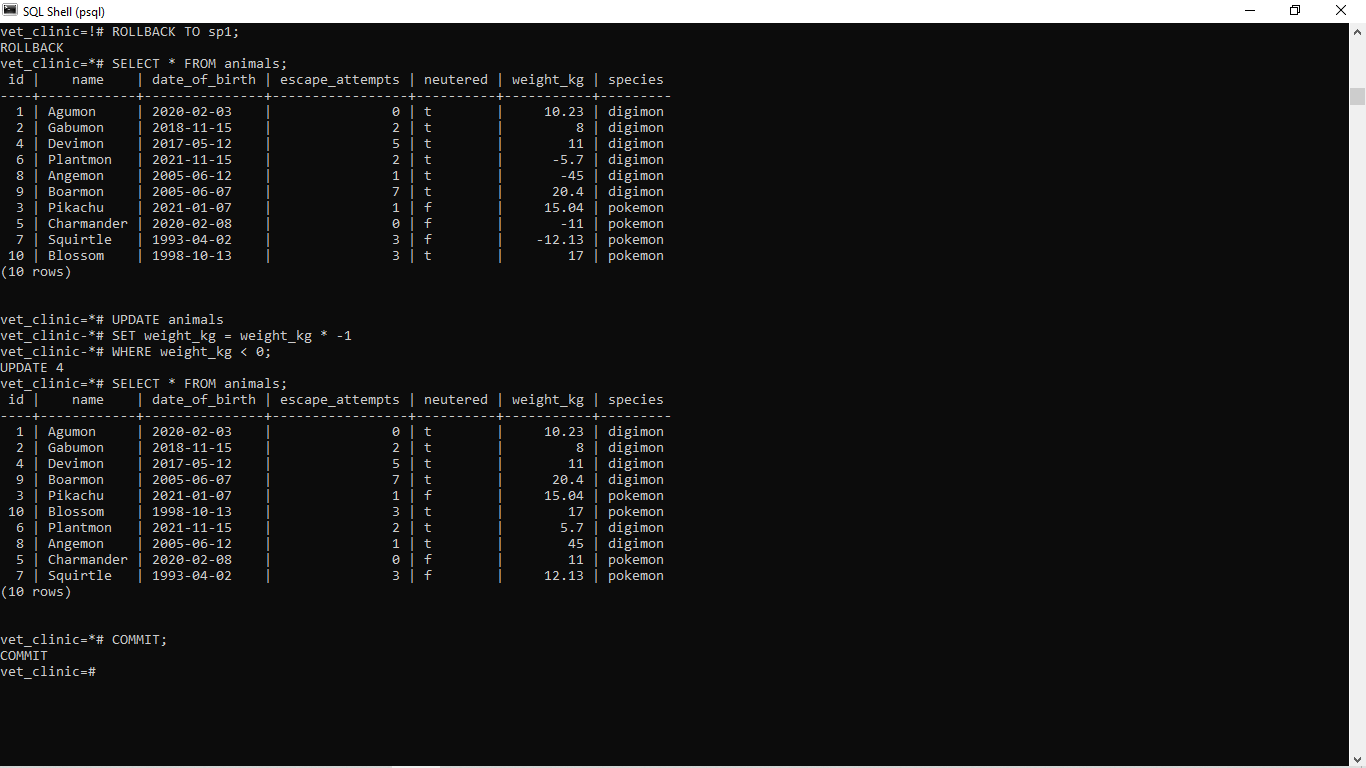 SQL Shell (psql)
vet_clinic=!# ROLLBACK TO sp1;
ROLLBACK
vet_clinic=*# SELECT * FROM animals;
 id |    name    | date_of_birth | escape_attempts | neutered | weight_kg | species
----+------------+---------------+-----------------+----------+-----------+---------
  1 | Agumon     | 2020-02-03    |               0 | t        |     10.23 | digimon
  2 | Gabumon    | 2018-11-15    |               2 | t        |         8 | digimon
  4 | Devimon    | 2017-05-12    |               5 | t        |        11 | digimon
  6 | Plantmon   | 2021-11-15    |               2 | t        |      -5.7 | digimon
  8 | Angemon    | 2005-06-12    |               1 | t        |       -45 | digimon
  9 | Boarmon    | 2005-06-07    |               7 | t        |      20.4 | digimon
  3 | Pikachu    | 2021-01-07    |               1 | f        |     15.04 | pokemon
  5 | Charmander | 2020-02-08    |               0 | f        |       -11 | pokemon
  7 | Squirtle   | 1993-04-02    |               3 | f        |    -12.13 | pokemon
 10 | Blossom    | 1998-10-13    |               3 | t        |        17 | pokemon
(10 rows)
vet_clinic=*# UPDATE animals
vet_clinic-*# SET weight_kg = weight_kg * -1
vet_clinic-*# WHERE weight_kg < 0;
UPDATE 4
vet_clinic=*# SELECT * FROM animals;
 id |    name    | date_of_birth | escape_attempts | neutered | weight_kg | species
----+------------+---------------+-----------------+----------+-----------+---------
  1 | Agumon     | 2020-02-03    |               0 | t        |     10.23 | digimon
  2 | Gabumon    | 2018-11-15    |               2 | t        |         8 | digimon
  4 | Devimon    | 2017-05-12    |               5 | t        |        11 | digimon
  9 | Boarmon    | 2005-06-07    |               7 | t        |      20.4 | digimon
  3 | Pikachu    | 2021-01-07    |               1 | f        |     15.04 | pokemon
 10 | Blossom    | 1998-10-13    |               3 | t        |        17 | pokemon
  6 | Plantmon   | 2021-11-15    |               2 | t        |       5.7 | digimon
  8 | Angemon    | 2005-06-12    |               1 | t        |        45 | digimon
  5 | Charmander | 2020-02-08    |               0 | f        |        11 | pokemon
  7 | Squirtle   | 1993-04-02    |               3 | f        |     12.13 | pokemon
(10 rows)
vet_clinic=*# COMMIT;
COMMIT
vet_clinic=#